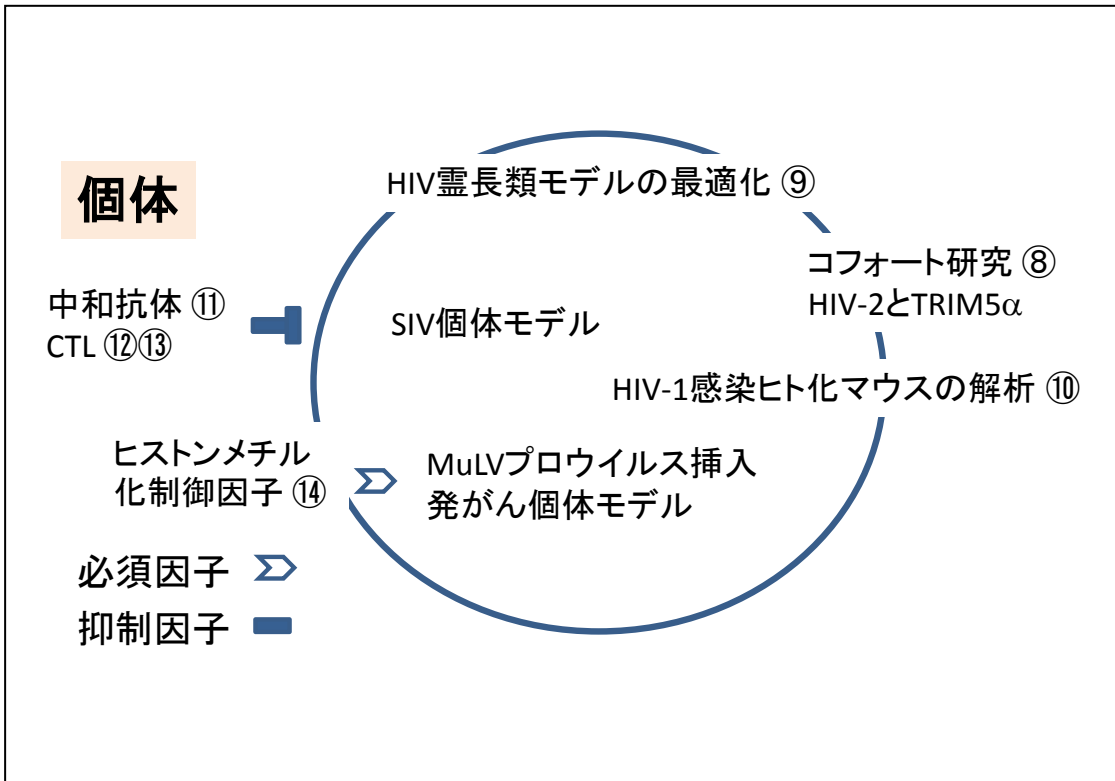 個体
HIV霊長類モデルの最適化 ⑨
コフォート研究 ⑧
HIV-2とTRIM5α
中和抗体 ⑪
CTL ⑫⑬
SIV個体モデル
HIV-1感染ヒト化マウスの解析 ⑩
ヒストンメチル
化制御因子 ⑭
MuLVプロウイルス挿入
発がん個体モデル
必須因子
抑制因子